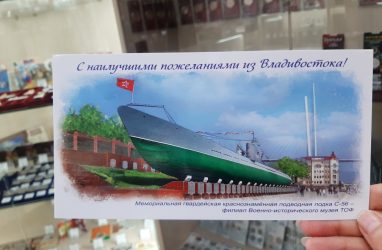 С наилучшими пожеланиями из Владивостока!
Мемориальная гвардейская краснознамённая подводная лодка С-56 –
филиал Военно-исторического музея ТОФ